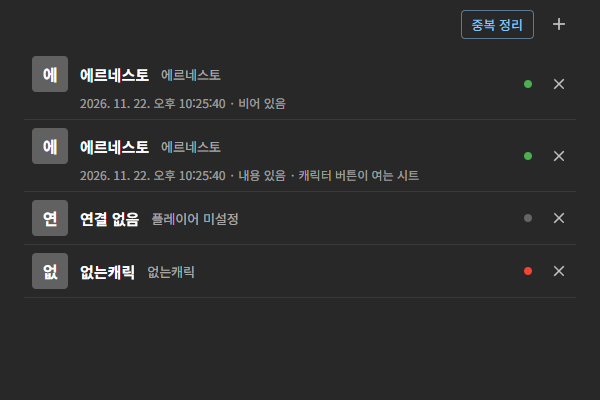 중복 정리 +
에 에르네스토 에르네스토
2026. 11. 22. 오후 10:25:40 · 비어 있음
에 에르네스토 에르네스토
2026. 11. 22. 오후 10:25:40 · 내용 있음 · 캐릭터 버튼이 여는 시트
연 연결 없음 플레이어 미설정
없 없는캐릭 없는캐릭